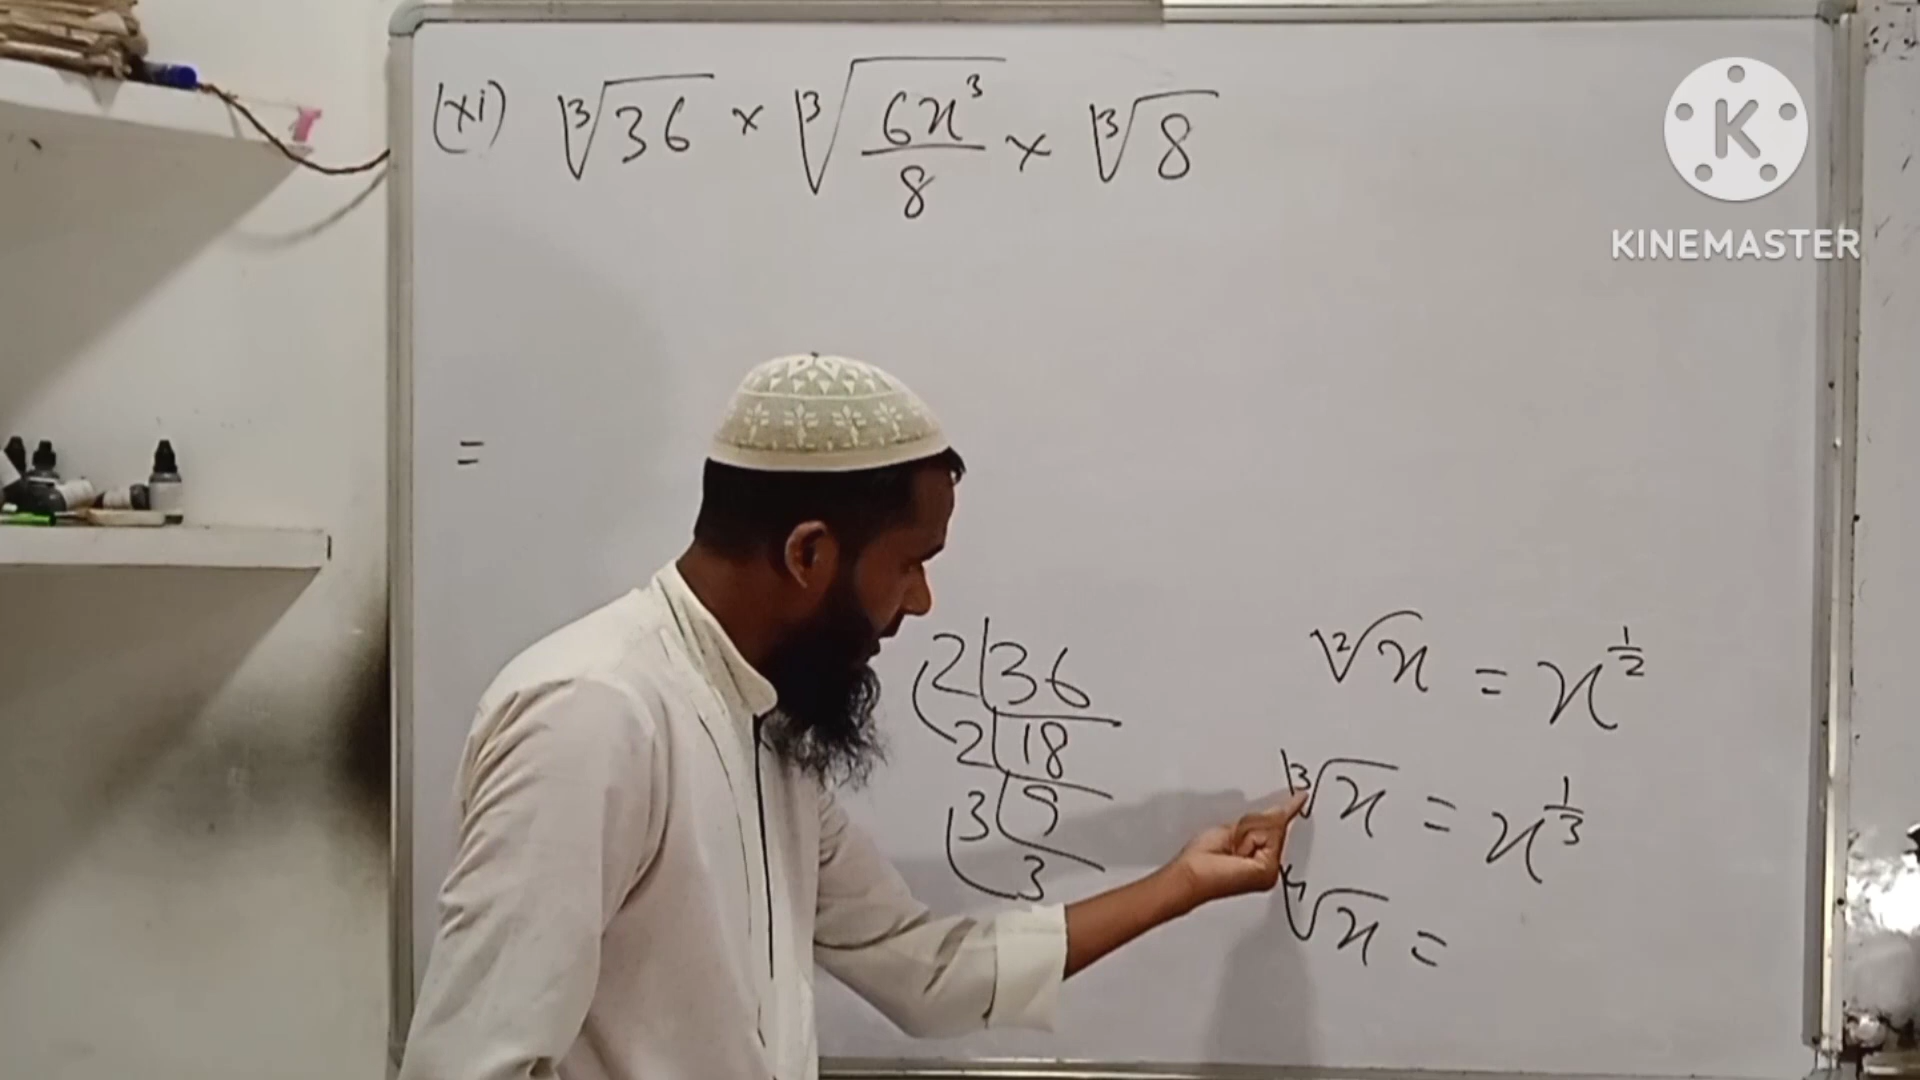 (xi) ∛36 × ∛(6x³/8) × ∛8
K
KINEMASTER
=
2|36
2|18
3|9
3
²√x = x^(1/2)
∛x = x^(1/3)
⁴√x =